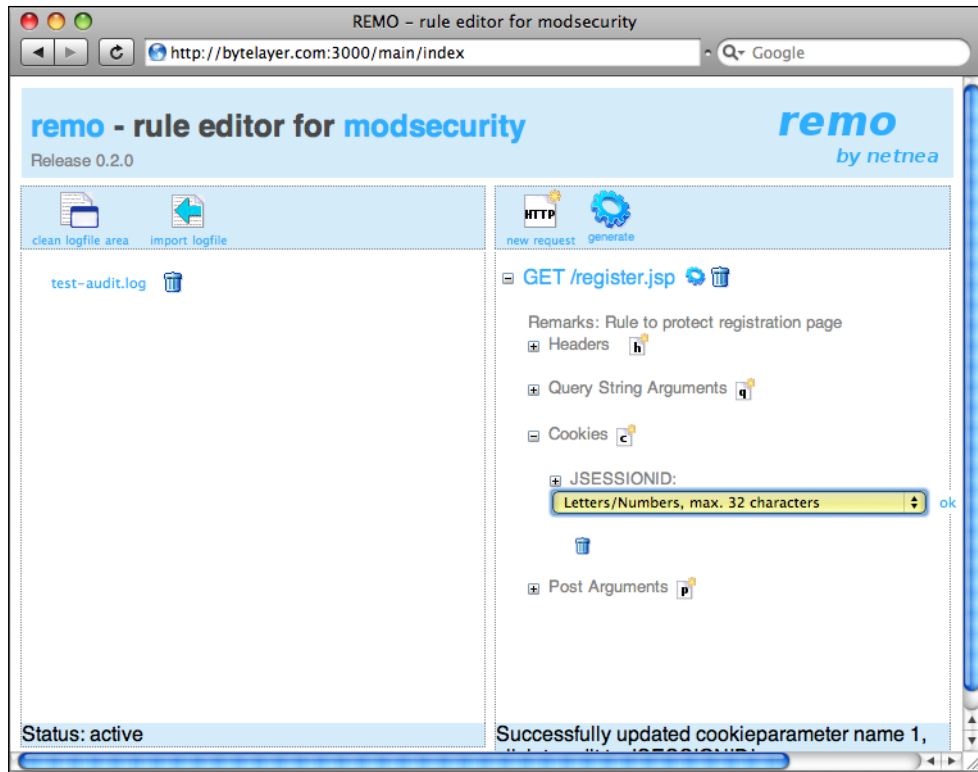 REMO – rule editor for modsecurity
http://bytelayer.com:3000/main/index
Google
remo - rule editor for modsecurity
Release 0.2.0
remo
by netnea
clean logfile area
import logfile
HTTP
new request
generate
test-audit.log
GET /register.jsp
Remarks: Rule to protect registration page
Headers h
Query String Arguments q
Cookies c
JSESSIONID:
Letters/Numbers, max. 32 characters
ok
Post Arguments p
Status: active
Successfully updated cookieparameter name 1,